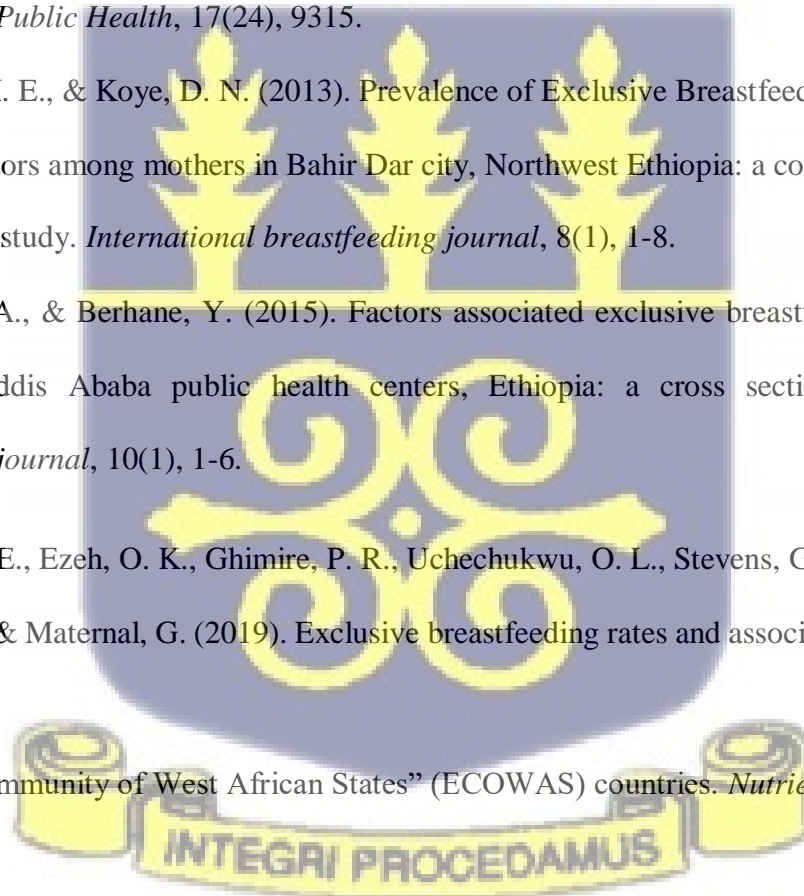 Public Health, 17(24), 9315.
. E., & Koye, D. N. (2013). Prevalence of Exclusive Breastfeed
ors among mothers in Bahir Dar city, Northwest Ethiopia: a co
study. International breastfeeding journal, 8(1), 1-8.
A., & Berhane, Y. (2015). Factors associated exclusive breastf
ddis Ababa public health centers, Ethiopia: a cross secti
journal, 10(1), 1-6.
E., Ezeh, O. K., Ghimire, P. R., Uchechukwu, O. L., Stevens, G
& Maternal, G. (2019). Exclusive breastfeeding rates and associ
mmunity of West African States” (ECOWAS) countries. Nutrie
INTEGRI PROCEDAMUS